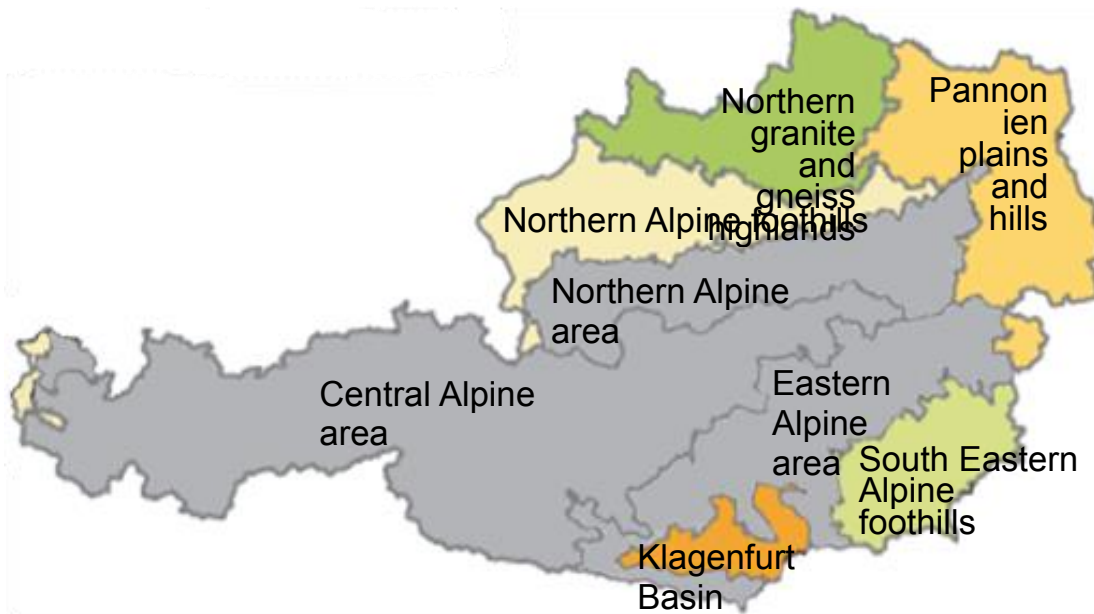 Northern
granite
and
gneiss
highlands
Pannon
ien
plains
and
hills
Northern Alpine foothills
Northern Alpine
area
Central Alpine
area
Eastern
Alpine
area
South Eastern
Alpine
foothills
Klagenfurt
Basin